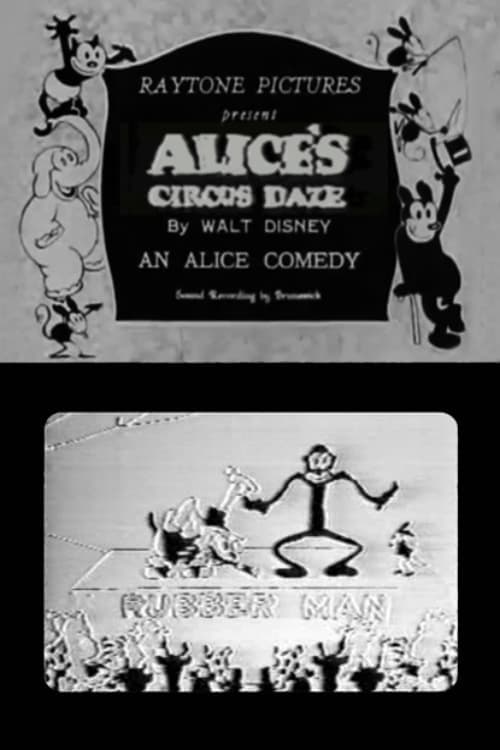 RAYTONE PICTURES
present
ALICE'S
CIRCUS DAZE
By WALT DISNEY
AN ALICE COMEDY
Sound Recording by Brunswick
RUBBER MAN